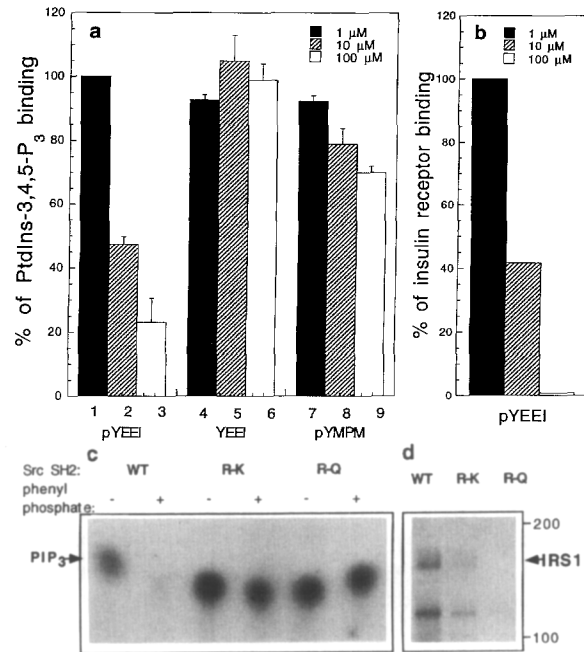 a
1 μM
10 μM
100 μM
% of PtdIns-3,4,5-P3 binding
120
100
80
60
40
20
0
1 2 3 4 5 6 7 8 9
pYEEI YEEI pYMPM
b
1 μM
10 μM
100 μM
% of insulin receptor binding
120
100
80
60
40
20
0
pYEEI
c
Src SH2: WT R-K R-Q
phenyl
phosphate: - + - + - +
PIP3
d
WT R-K R-Q
200
IRS1
100